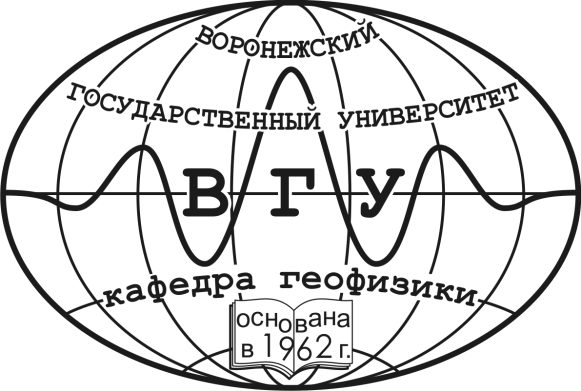 ВОРОНЕЖСКИЙ
ГОСУДАРСТВЕННЫЙ УНИВЕРСИТЕТ
ВГУ
кафедра геофизики
основана
в 1962 г.